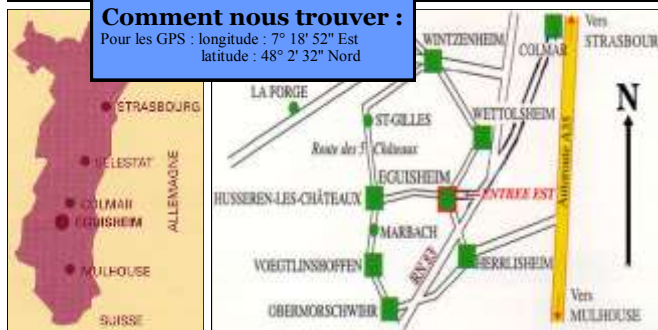 Comment nous trouver :
Pour les GPS : longitude : 7° 18' 52" Est
latitude : 48° 2' 32" Nord
STRASBOURG
SELESTAT
COLMAR
EGUISHEIM
MULHOUSE
SUISSE
ALLEMAGNE
WINTZENHEIM
COLMAR
Vers
STRASBOUR
LA FORGE
ST-GILLES
WETTOLSHEIM
N
Route des 5 Châteaux
EGUISHEIM
HUSSEREN-LES-CHÂTEAUX
ENTREE EST
Autoroute A35
MARBACH
VOEGTLINSHOFFEN
RN 83
HERRLISHEIM
OBERMORSCHWIHR
Vers
MULHOUSE